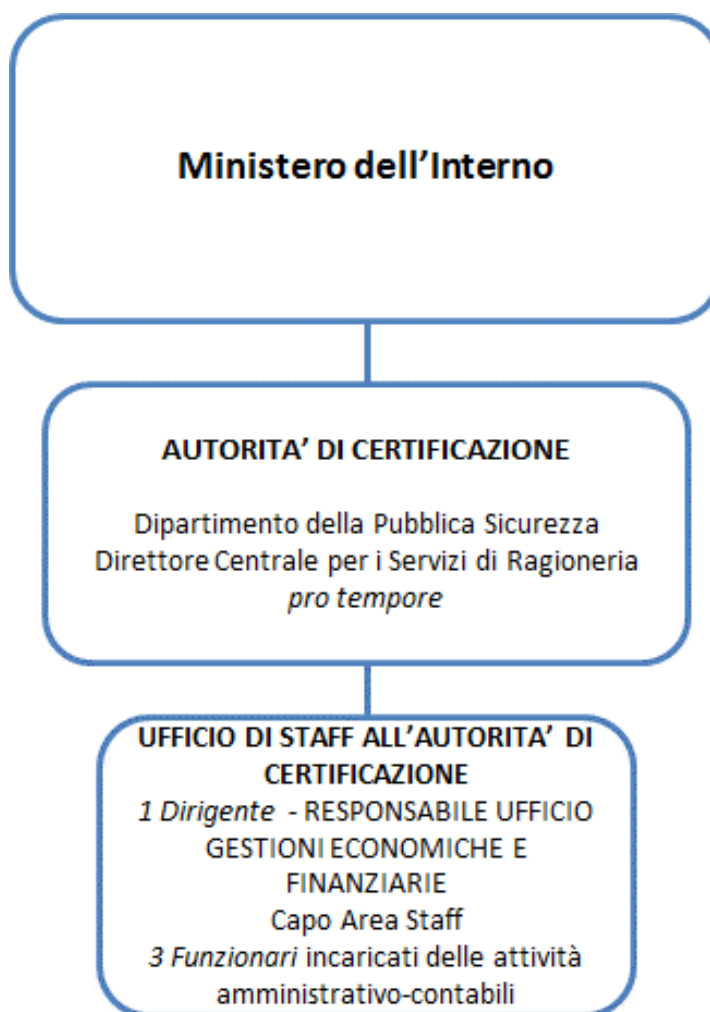 Ministero dell’Interno
AUTORITA’ DI CERTIFICAZIONE
Dipartimento della Pubblica Sicurezza
Direttore Centrale per i Servizi di Ragioneria
pro tempore
UFFICIO DI STAFF ALL’AUTORITA’ DI
CERTIFICAZIONE
1 Dirigente - RESPONSABILE UFFICIO
GESTIONI ECONOMICHE E
FINANZIARIE
Capo Area Staff
3 Funzionari incaricati delle attività
amministrativo-contabili